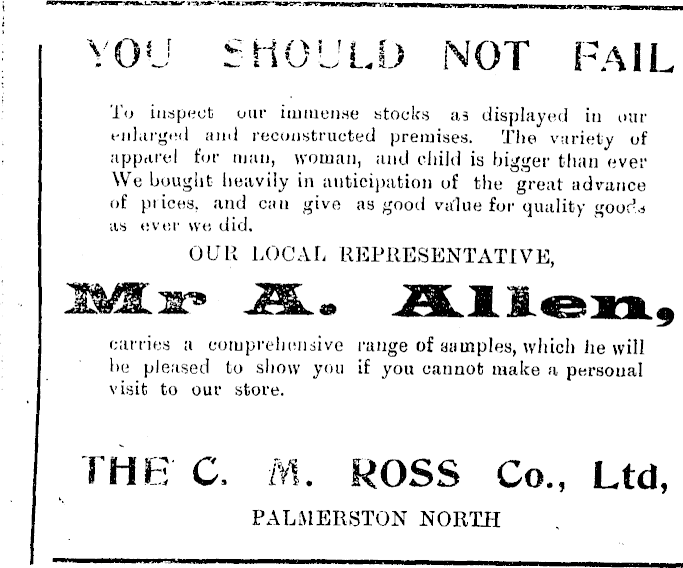 YOU SHOULD NOT FAIL
To inspect our immense stocks as displayed in our
enlarged and reconstructed premises. The variety of
apparel for man, woman, and child is bigger than ever
We bought heavily in anticipation of the great advance
of prices, and can give as good value for quality goods
as ever we did.
OUR LOCAL REPRESENTATIVE,
Mr A. Allen,
carries a comprehensive range of samples, which he will
be pleased to show you if you cannot make a personal
visit to our store.
THE C. M. ROSS Co., Ltd,
PALMERSTON NORTH